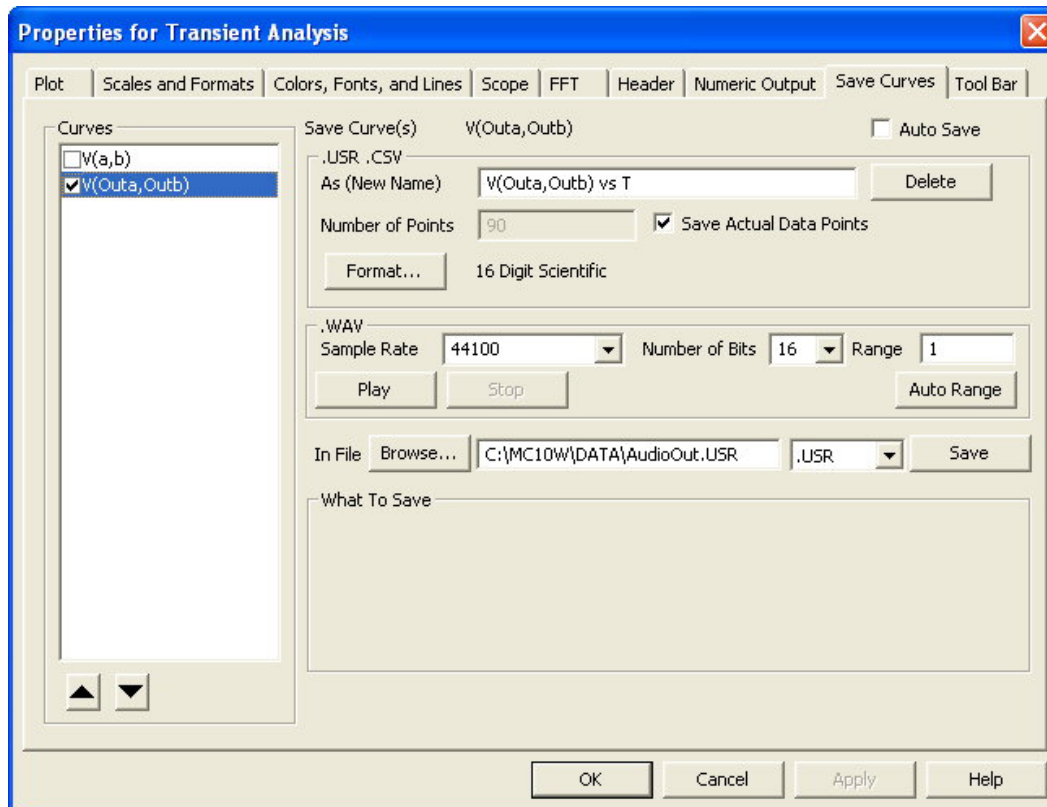 Properties for Transient Analysis
Plot Scales and Formats Colors, Fonts, and Lines Scope FFT Header Numeric Output Save Curves Tool Bar
Curves
V(a,b)
V(Outa,Outb)
Save Curve(s) V(Outa,Outb) Auto Save
.USR .CSV
As (New Name) V(Outa,Outb) vs T Delete
Number of Points 90 Save Actual Data Points
Format... 16 Digit Scientific
.WAV
Sample Rate 44100 Number of Bits 16 Range 1
Play Stop Auto Range
In File Browse... C:\MC10W\DATA\AudioOut.USR .USR Save
What To Save
OK Cancel Apply Help